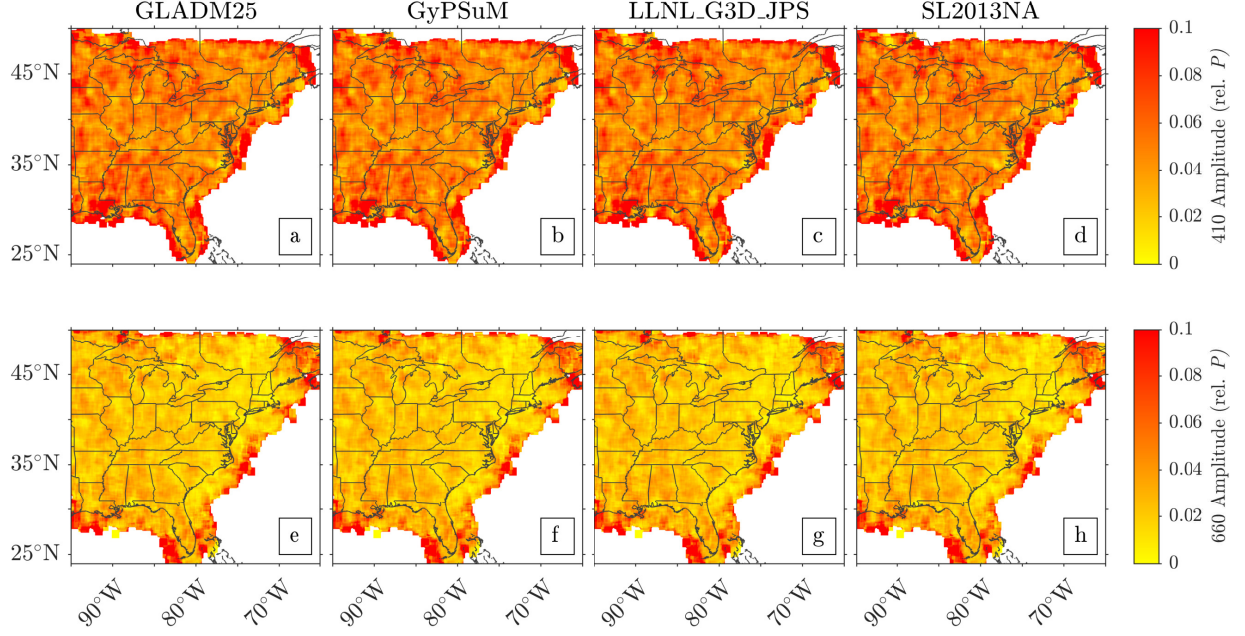 GLADM25 GyPSuM LLNL_G3D_JPS SL2013NA
45°N
35°N
25°N
a b c d
0.1
0.08
0.06
0.04
0.02
0
410 Amplitude (rel. P)
45°N
35°N
25°N
e f g h
0.1
0.08
0.06
0.04
0.02
0
660 Amplitude (rel. P)
90°W 80°W 70°W 90°W 80°W 70°W 90°W 80°W 70°W 90°W 80°W 70°W